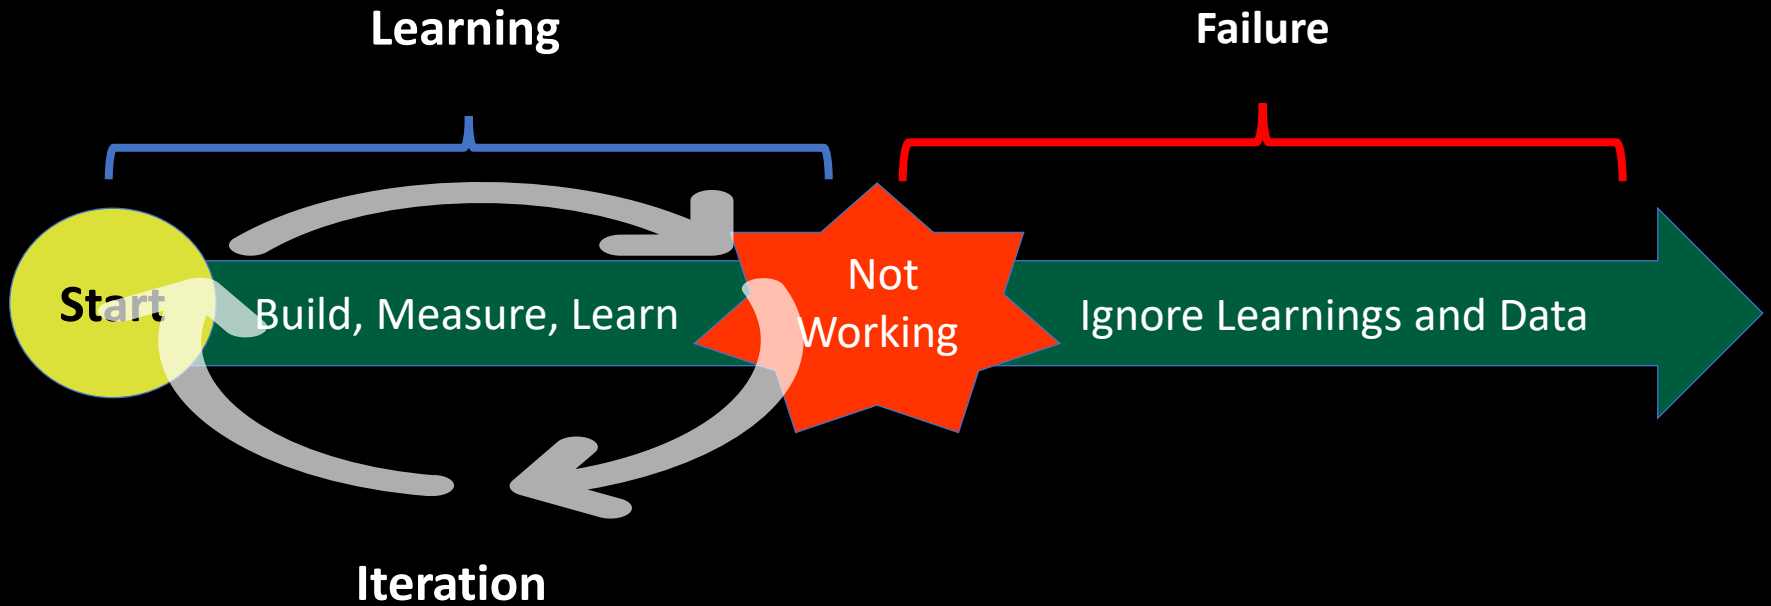 Learning
Failure
Start
Build, Measure, Learn
Not
Working
Ignore Learnings and Data
Iteration